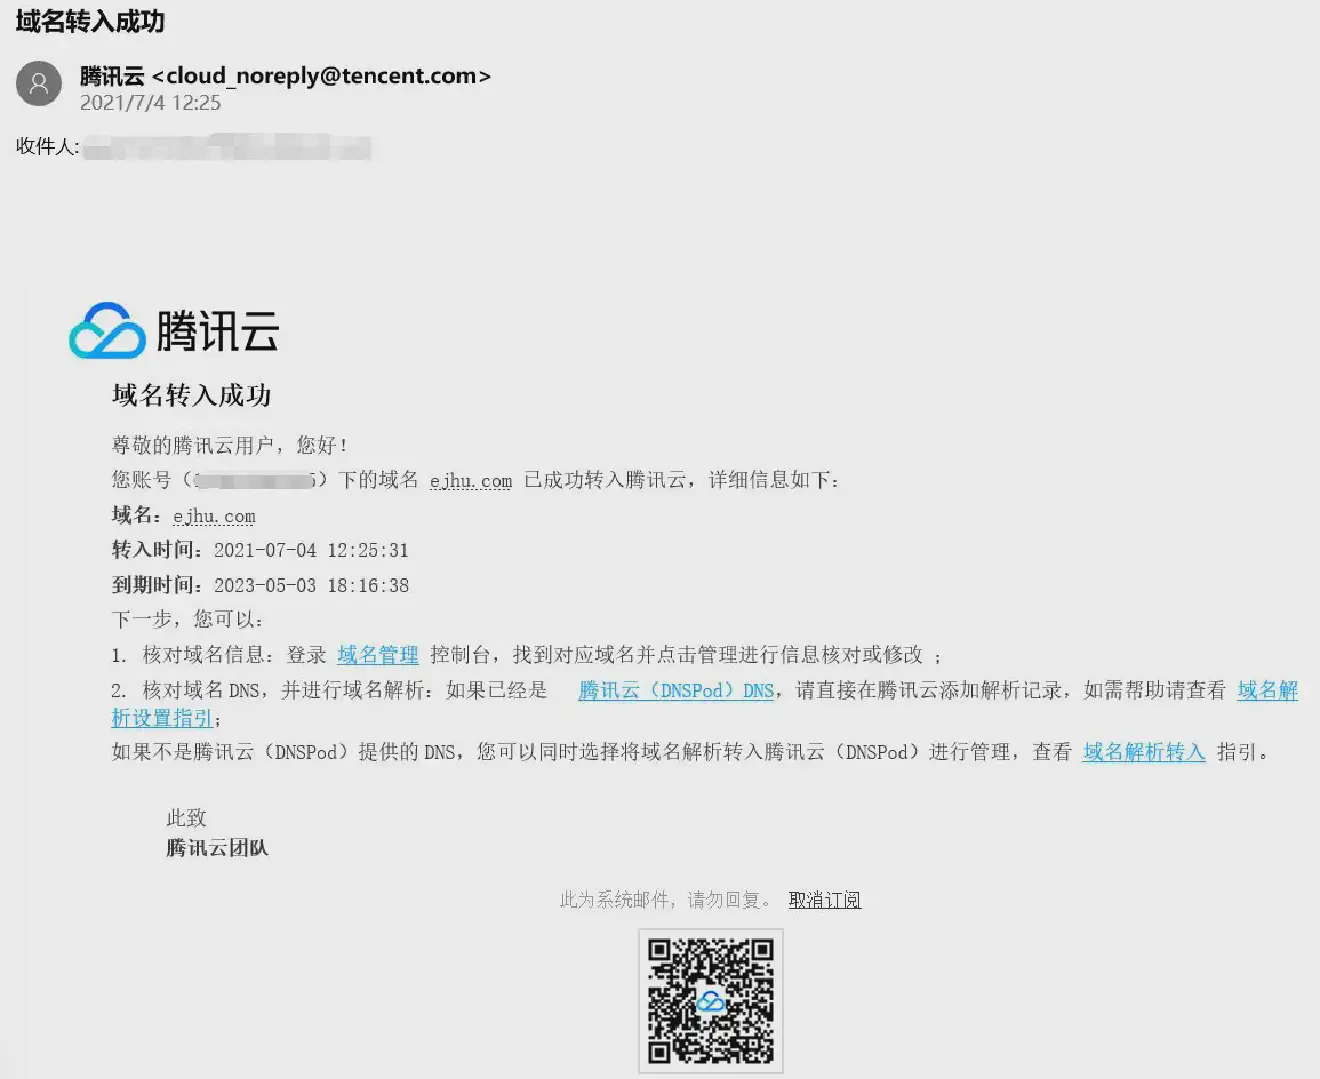 域名转入成功
腾讯云 <cloud_noreply@tencent.com>
2021/7/4 12:25
收件人:
腾讯云
域名转入成功
尊敬的腾讯云用户，您好！
您账号（）下的域名 ejhu.com 已成功转入腾讯云，详细信息如下：
域名：ejhu.com
转入时间：2021-07-04 12:25:31
到期时间：2023-05-03 18:16:38
下一步，您可以：
1. 核对域名信息：登录 域名管理 控制台，找到对应域名并点击管理进行信息核对或修改 ；
2. 核对域名 DNS，并进行域名解析：如果已经是 腾讯云（DNSPod）DNS，请直接在腾讯云添加解析记录，如需帮助请查看 域名解
析设置指引；
如果不是腾讯云（DNSPod）提供的 DNS，您可以同时选择将域名解析转入腾讯云（DNSPod）进行管理，查看 域名解析转入 指引。
此致
腾讯云团队
此为系统邮件，请勿回复。 取消订阅